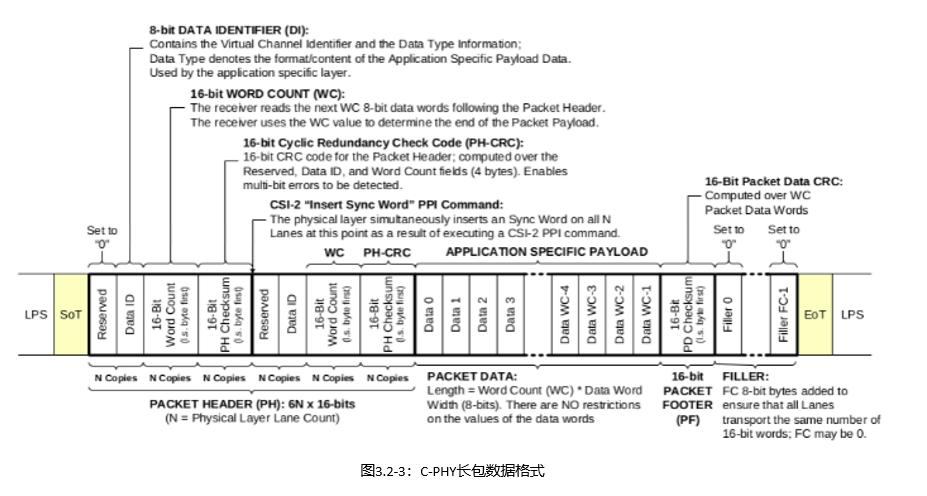 8-bit DATA IDENTIFIER (DI):
Contains the Virtual Channel Identifier and the Data Type Information;
Data Type denotes the format/content of the Application Specific Payload Data.
Used by the application specific layer.
16-bit WORD COUNT (WC):
The receiver reads the next WC 8-bit data words following the Packet Header.
The receiver uses the WC value to determine the end of the Packet Payload.
16-bit Cyclic Redundancy Check Code (PH-CRC):
16-bit CRC code for the Packet Header; computed over the
Reserved, Data ID, and Word Count fields (4 bytes). Enables
multi-bit errors to be detected.
CSI-2 “Insert Sync Word” PPI Command:
The physical layer simultaneously inserts an Sync Word on all N
Lanes at this point as a result of executing a CSI-2 PPI command.
16-Bit Packet Data CRC:
Computed over WC
Packet Data Words
Set to
“0”
WC
PH-CRC
APPLICATION SPECIFIC PAYLOAD
Set to
“0”
Set to
“0”
LPS
SoT
Reserved
Data ID
16-Bit
Word Count
(l.s. byte first)
16-Bit
PH Checksum
(l.s. byte first)
Reserved
Data ID
16-Bit
Word Count
(l.s. byte first)
16-Bit
PH Checksum
(l.s. byte first)
Data 0
Data 1
Data 2
Data 3
Data WC-4
Data WC-3
Data WC-2
Data WC-1
16-Bit
PD Checksum
(l.s. byte first)
Filler 0
Filler FC-1
EoT
LPS
N Copies
N Copies
N Copies
N Copies
N Copies
N Copies
PACKET HEADER (PH): 6N x 16-bits
(N = Physical Layer Lane Count)
PACKET DATA:
Length = Word Count (WC) * Data Word
Width (8-bits). There are NO restrictions
on the values of the data words
16-bit
PACKET
FOOTER
(PF)
FILLER:
FC 8-bit bytes added to
ensure that all Lanes
transport the same number of
16-bit words; FC may be 0.
图3.2-3：C-PHY长包数据格式